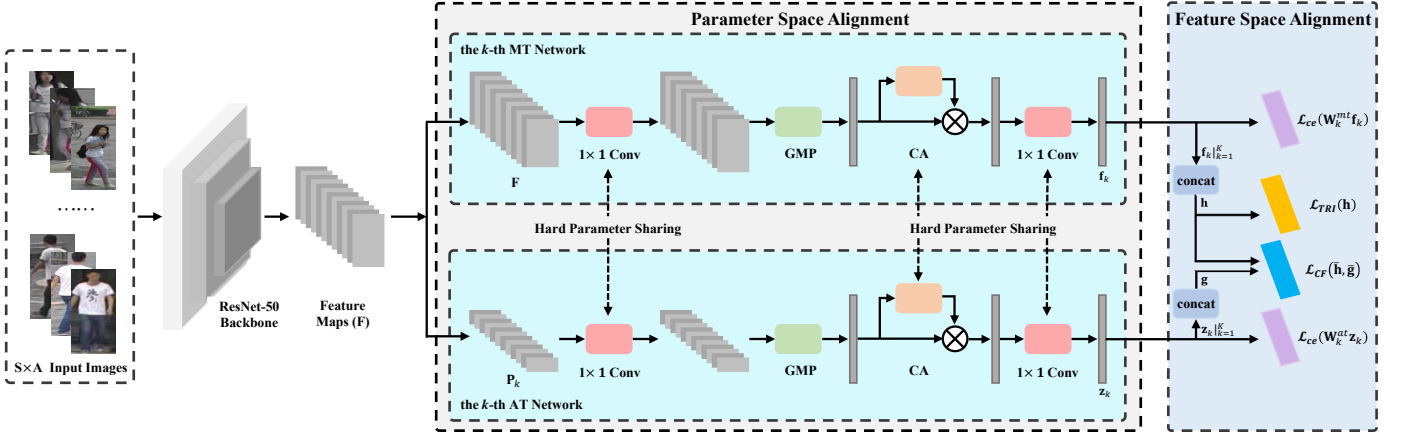 Parameter Space Alignment
Feature Space Alignment
the k-th MT Network
F
1× 1 Conv
GMP
CA
1× 1 Conv
f_k
Hard Parameter Sharing
Hard Parameter Sharing
P_k
1× 1 Conv
GMP
CA
1× 1 Conv
z_k
the k-th AT Network
……
S×A Input Images
ResNet-50
Backbone
Feature
Maps (F)
ℒ_ce(W_k^mt f_k)
f_k|_{k=1}^K
concat
h
ℒ_TRI(h)
ℒ_CF(h̄, ḡ)
g
concat
z_k|_{k=1}^K
ℒ_ce(W_k^at z_k)